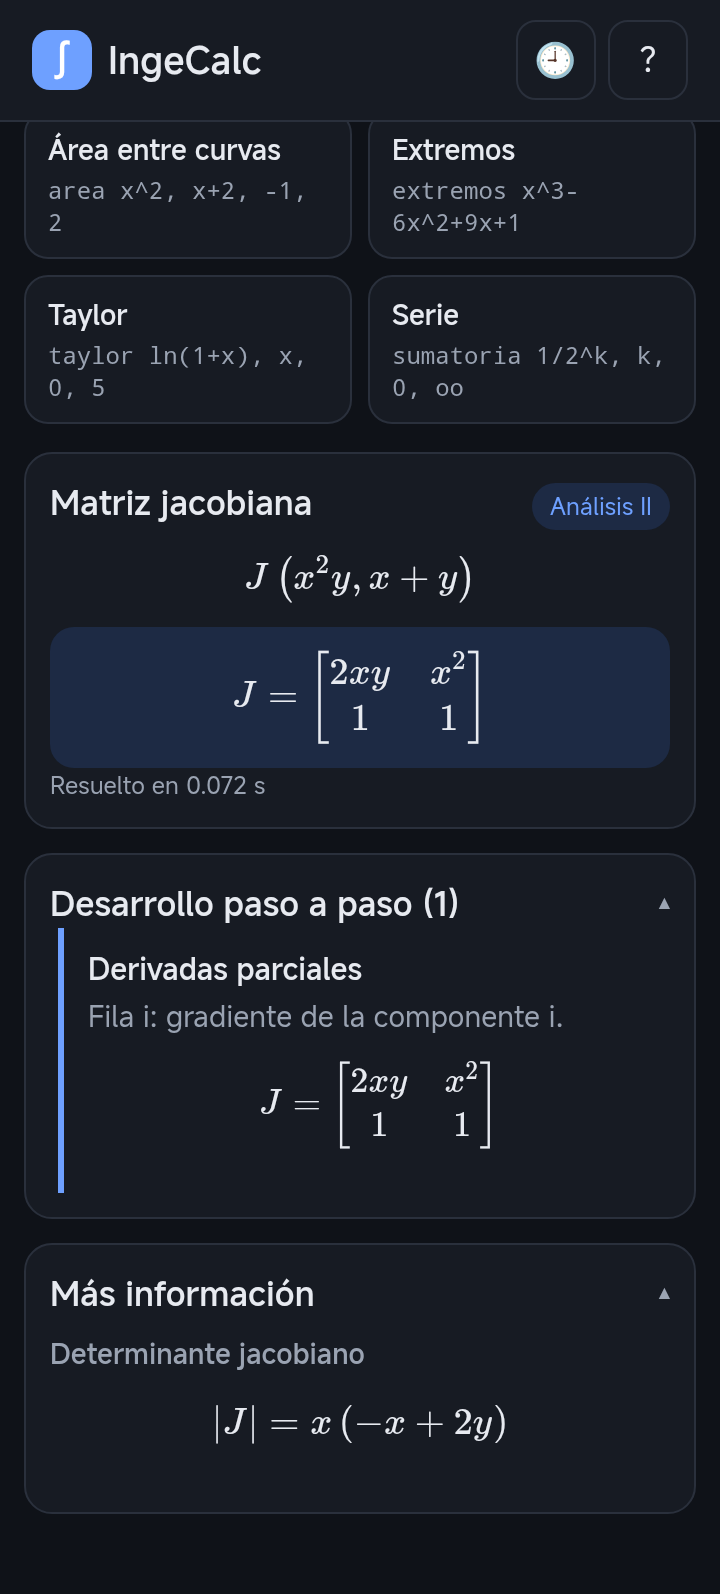 ∫ IngeCalc ?
Área entre curvas
area x^2, x+2, -1,
2
Extremos
extremos x^3-
6x^2+9x+1
Taylor
taylor ln(1+x), x,
0, 5
Serie
sumatoria 1/2^k, k,
0, oo
Matriz jacobiana
Análisis II
J (x²y, x + y)
J = [2xy x²
1 1]
Resuelto en 0.072 s
Desarrollo paso a paso (1) ▲
Derivadas parciales
Fila i: gradiente de la componente i.
J = [2xy x²
1 1]
Más información ▲
Determinante jacobiano
|J| = x (−x + 2y)